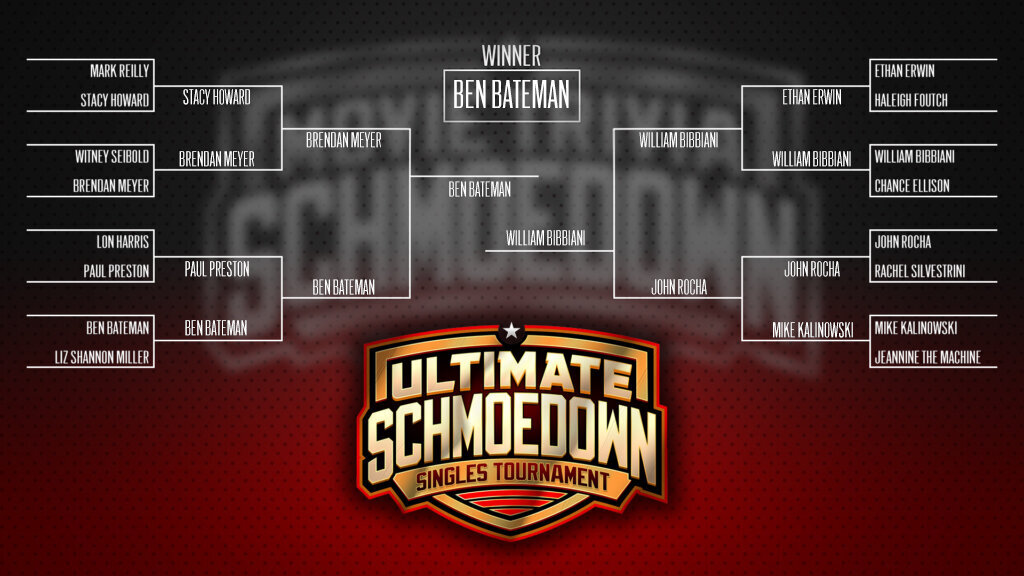 WINNER
BEN BATEMAN
MARK REILLY
STACY HOWARD
STACY HOWARD
BRENDAN MEYER
WITNEY SEIBOLD
BRENDAN MEYER
BRENDAN MEYER
BEN BATEMAN
LON HARRIS
PAUL PRESTON
PAUL PRESTON
BEN BATEMAN
BEN BATEMAN
BEN BATEMAN
LIZ SHANNON MILLER
ETHAN ERWIN
ETHAN ERWIN
HALEIGH FOUTCH
WILLIAM BIBBIANI
WILLIAM BIBBIANI
WILLIAM BIBBIANI
CHANCE ELLISON
WILLIAM BIBBIANI
JOHN ROCHA
JOHN ROCHA
RACHEL SILVESTRINI
JOHN ROCHA
MIKE KALINOWSKI
MIKE KALINOWSKI
JEANNINE THE MACHINE
MOVIE TRIVIA
SCHMOEDOWN
ULTIMATE
SCHMOEDOWN
SINGLES TOURNAMENT